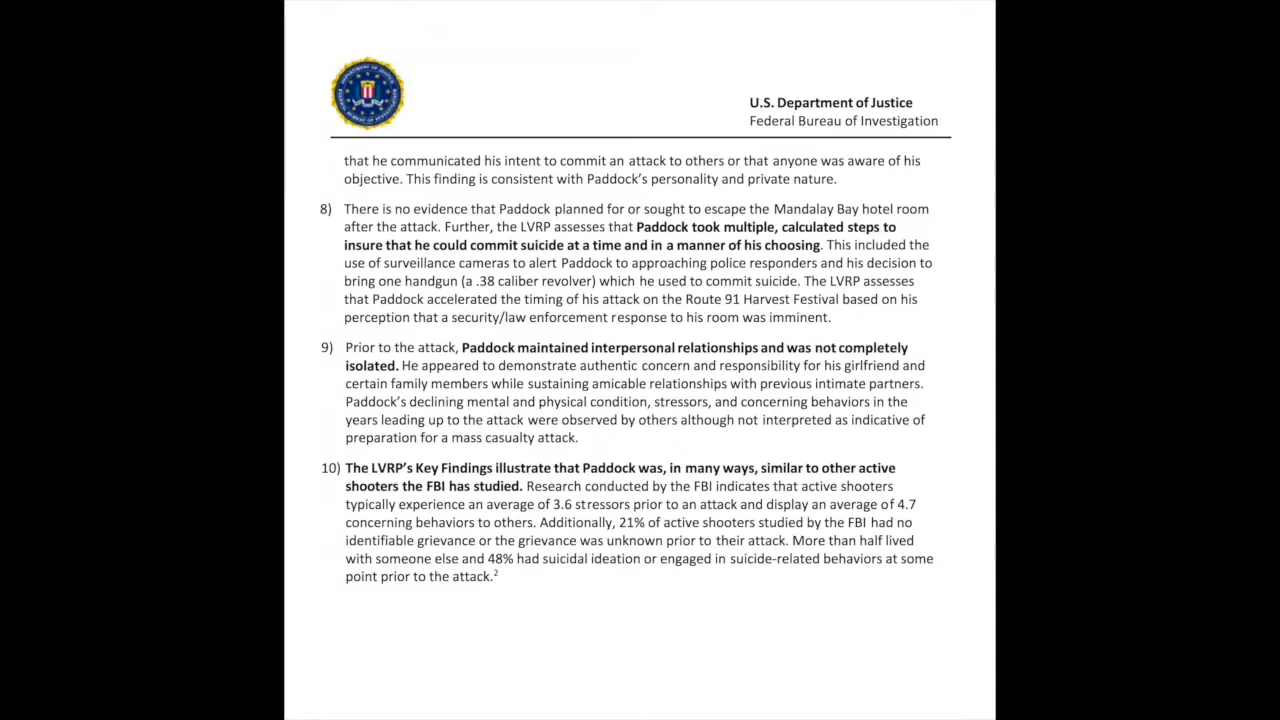 U.S. Department of Justice
Federal Bureau of Investigation
that he communicated his intent to commit an attack to others or that anyone was aware of his
objective. This finding is consistent with Paddock's personality and private nature.
8) There is no evidence that Paddock planned for or sought to escape the Mandalay Bay hotel room
after the attack. Further, the LVRP assesses that Paddock took multiple, calculated steps to
insure that he could commit suicide at a time and in a manner of his choosing. This included the
use of surveillance cameras to alert Paddock to approaching police responders and his decision to
bring one handgun (a .38 caliber revolver) which he used to commit suicide. The LVRP assesses
that Paddock accelerated the timing of his attack on the Route 91 Harvest Festival based on his
perception that a security/law enforcement response to his room was imminent.
9) Prior to the attack, Paddock maintained interpersonal relationships and was not completely
isolated. He appeared to demonstrate authentic concern and responsibility for his girlfriend and
certain family members while sustaining amicable relationships with previous intimate partners.
Paddock's declining mental and physical condition, stressors, and concerning behaviors in the
years leading up to the attack were observed by others although not interpreted as indicative of
preparation for a mass casualty attack.
10) The LVRP's Key Findings illustrate that Paddock was, in many ways, similar to other active
shooters the FBI has studied. Research conducted by the FBI indicates that active shooters
typically experience an average of 3.6 stressors prior to an attack and display an average of 4.7
concerning behaviors to others. Additionally, 21% of active shooters studied by the FBI had no
identifiable grievance or the grievance was unknown prior to their attack. More than half lived
with someone else and 48% had suicidal ideation or engaged in suicide-related behaviors at some
point prior to the attack.2